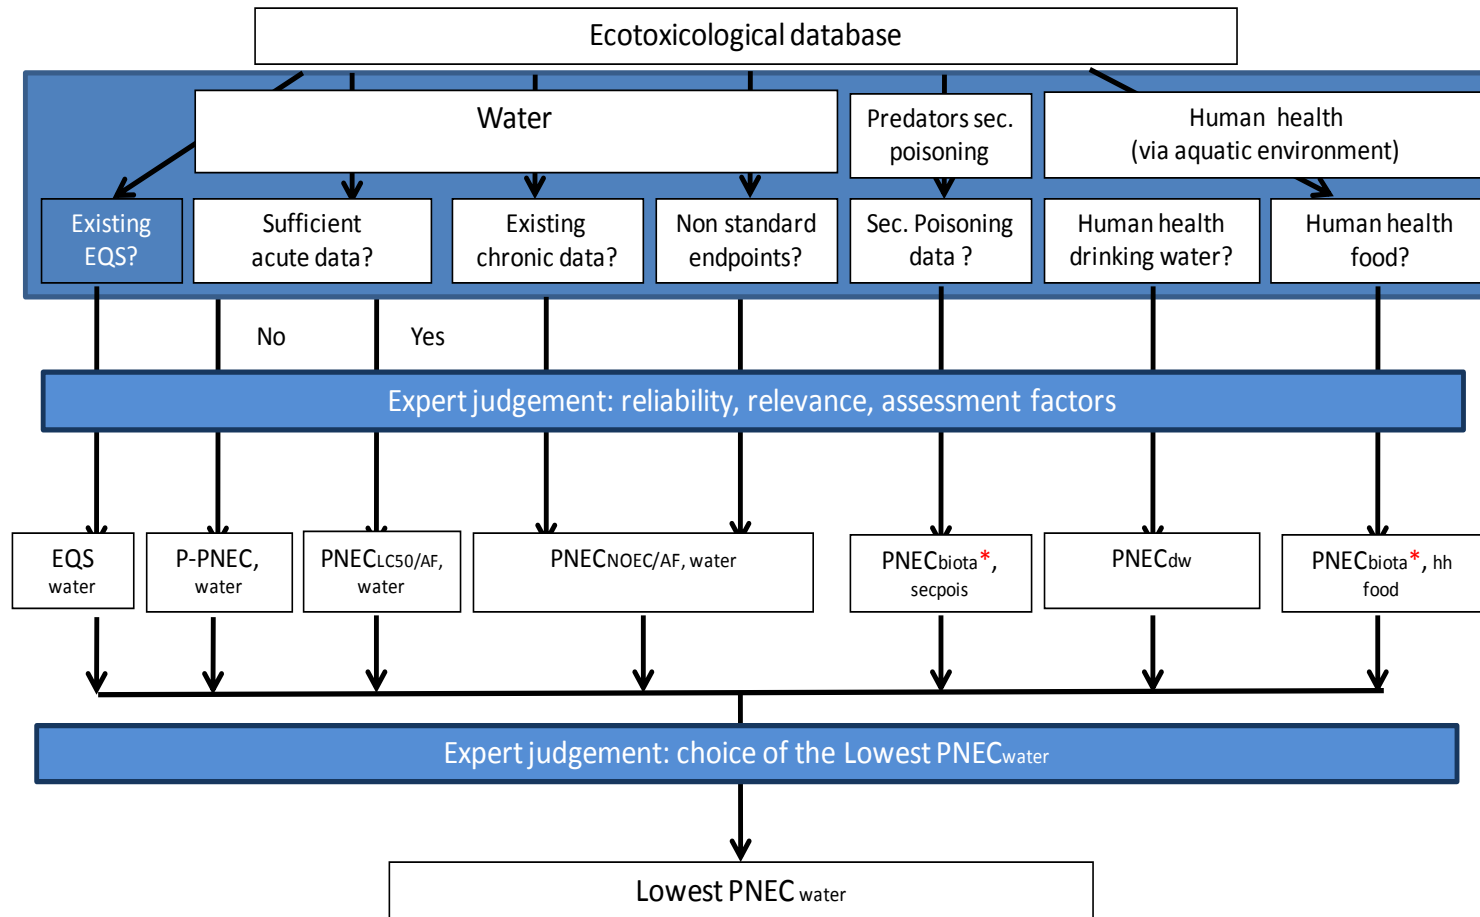 Ecotoxicological database
Water
Predators sec.
poisoning
Human health
(via aquatic environment)
Existing
EQS?
Sufficient
acute data?
Existing
chronic data?
Non standard
endpoints?
Sec. Poisoning
data ?
Human health
drinking water?
Human health
food?
No
Yes
Expert judgement: reliability, relevance, assessment factors
EQS
water
P-PNEC,
water
PNECLC50/AF,
water
PNECNOEC/AF, water
PNECbiota*,
secpois
PNECdw
PNECbiota*, hh
food
Expert judgement: choice of the Lowest PNECwater
Lowest PNEC water